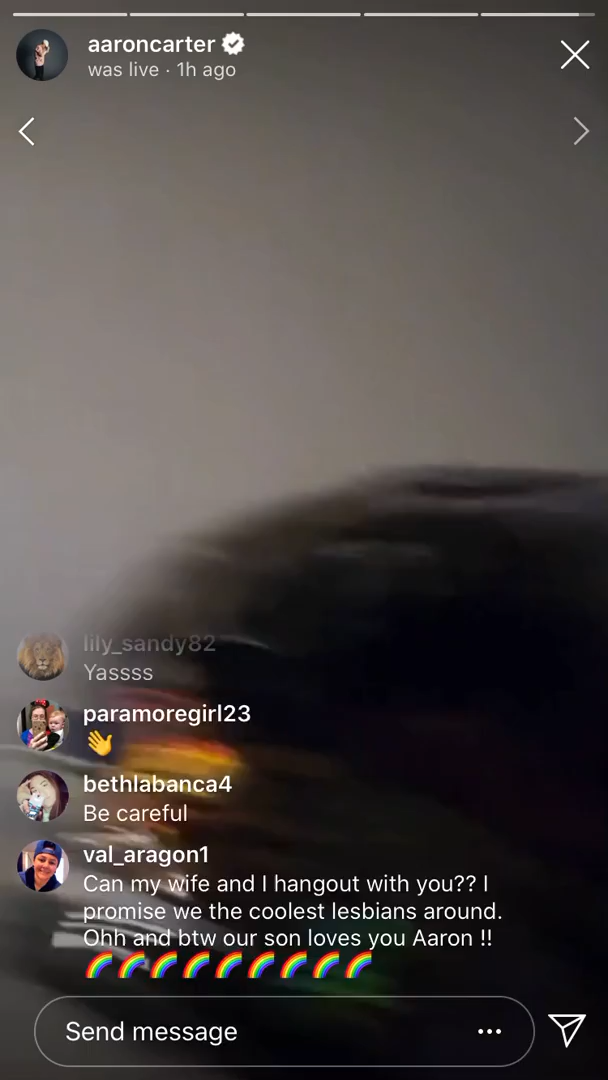 aaroncarter
was live · 1h ago
lily_sandy82
Yassss
paramoregirl23
👋
bethlabanca4
Be careful
val_aragon1
Can my wife and I hangout with you?? I
promise we the coolest lesbians around.
Ohh and btw our son loves you Aaron !!
🌈🌈🌈🌈🌈🌈🌈🌈🌈
Send message